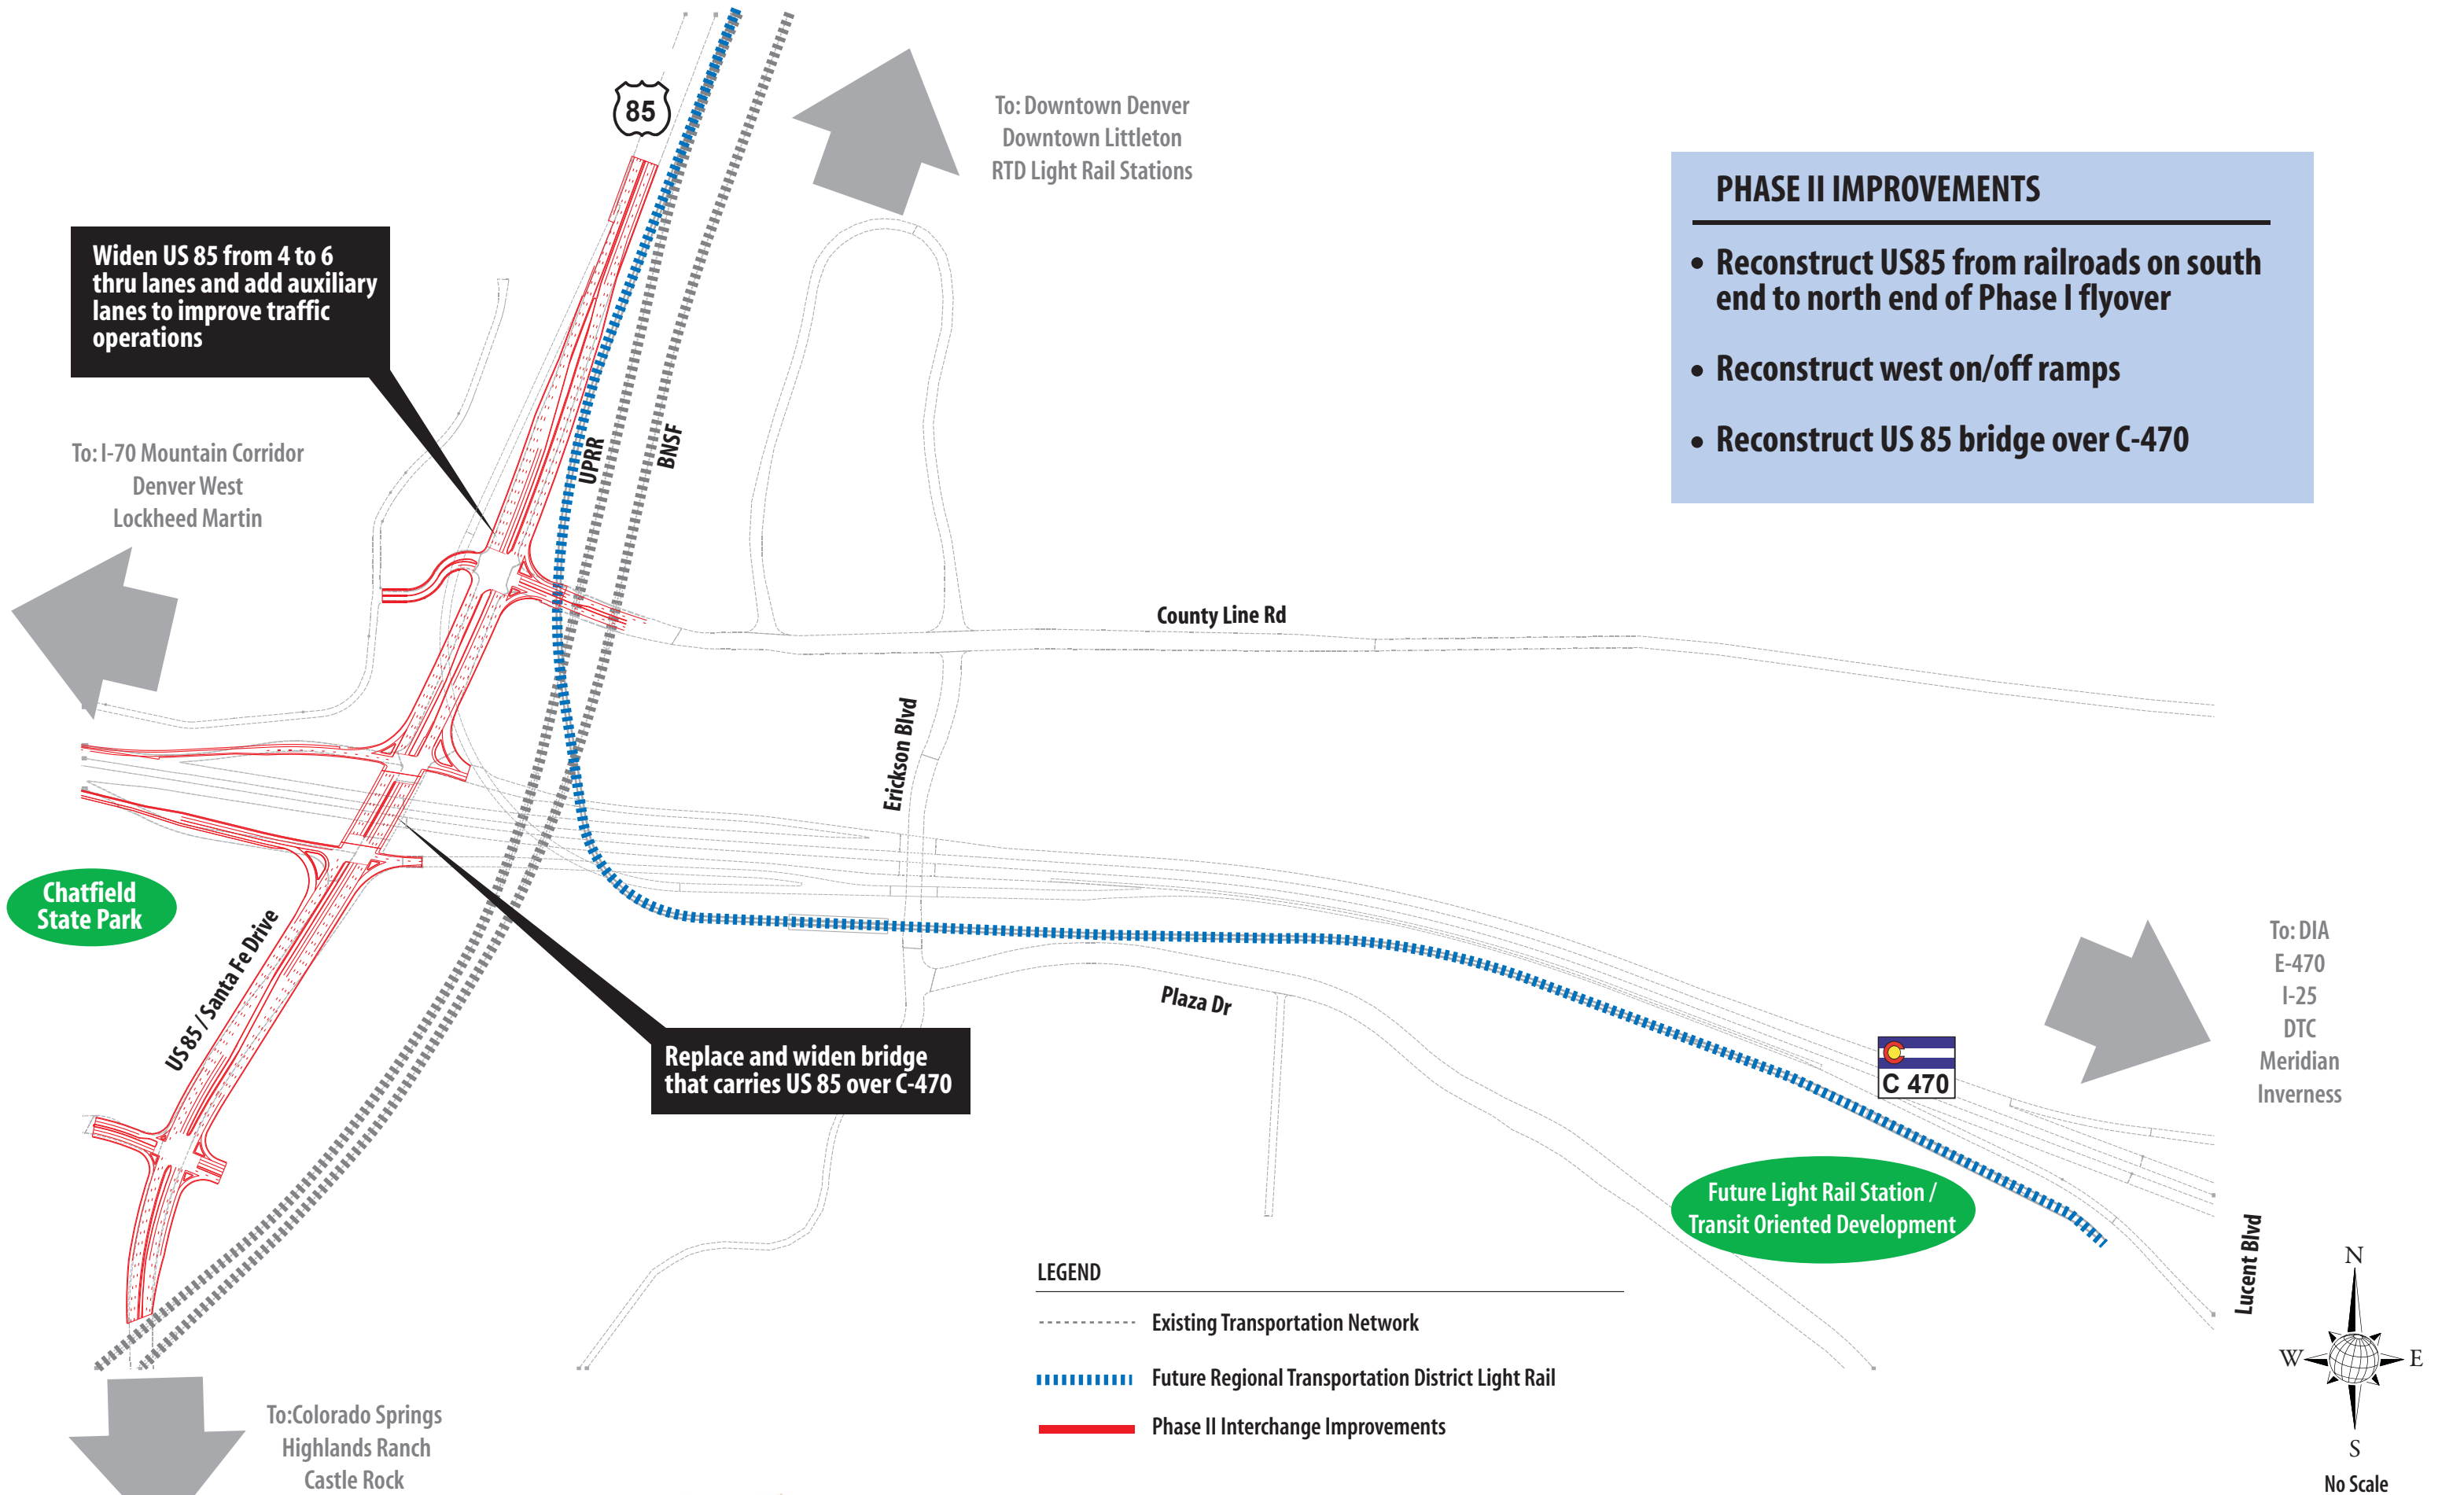 85
To: Downtown Denver
Downtown Littleton
RTD Light Rail Stations
PHASE II IMPROVEMENTS
• Reconstruct US85 from railroads on south
end to north end of Phase I flyover
• Reconstruct west on/off ramps
• Reconstruct US 85 bridge over C-470
Widen US 85 from 4 to 6
thru lanes and add auxiliary
lanes to improve traffic
operations
To: I-70 Mountain Corridor
Denver West
Lockheed Martin
UPRR
BNSF
County Line Rd
Erickson Blvd
Chatfield
State Park
US 85 / Santa Fe Drive
Plaza Dr
Replace and widen bridge
that carries US 85 over C-470
C 470
To: DIA
E-470
I-25
DTC
Meridian
Inverness
Future Light Rail Station /
Transit Oriented Development
Lucent Blvd
LEGEND
Existing Transportation Network
Future Regional Transportation District Light Rail
Phase II Interchange Improvements
To:Colorado Springs
Highlands Ranch
Castle Rock
N
W
E
S
No Scale